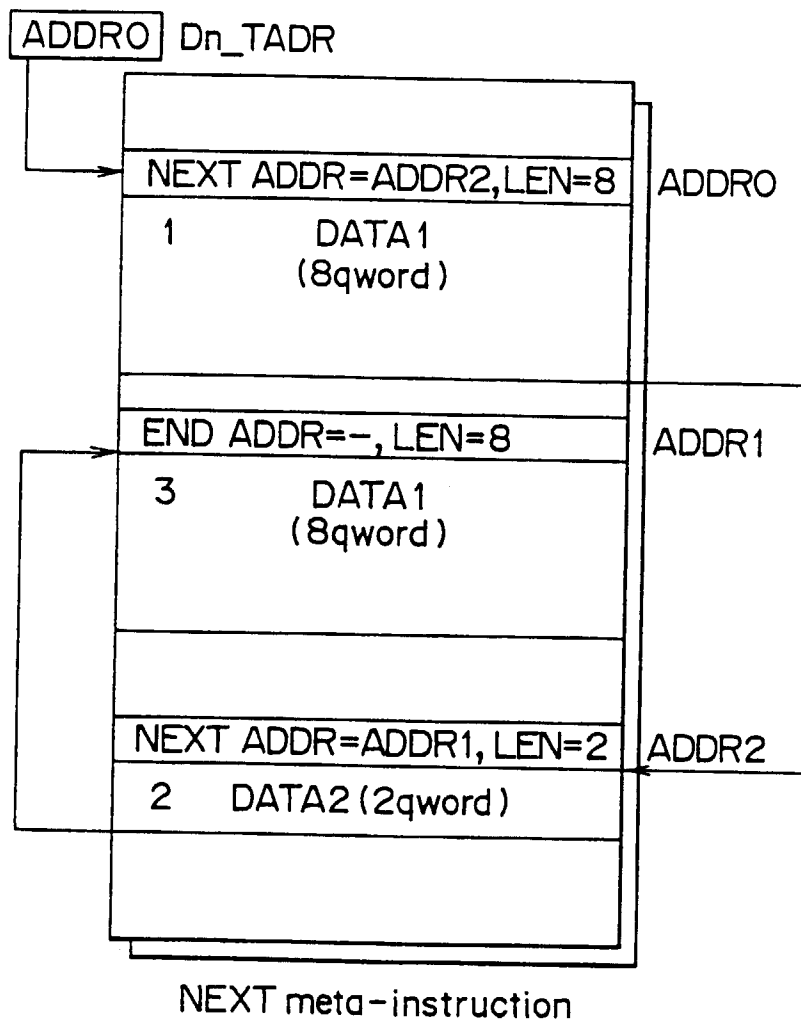 ADDR0 Dn_TADR
NEXT ADDR=ADDR2,LEN=8 ADDR0
1 DATA1
(8qword)
END ADDR=-, LEN=8 ADDR1
3 DATA1
(8qword)
NEXT ADDR=ADDR1, LEN=2 ADDR2
2 DATA2 (2qword)
NEXT meta-instruction